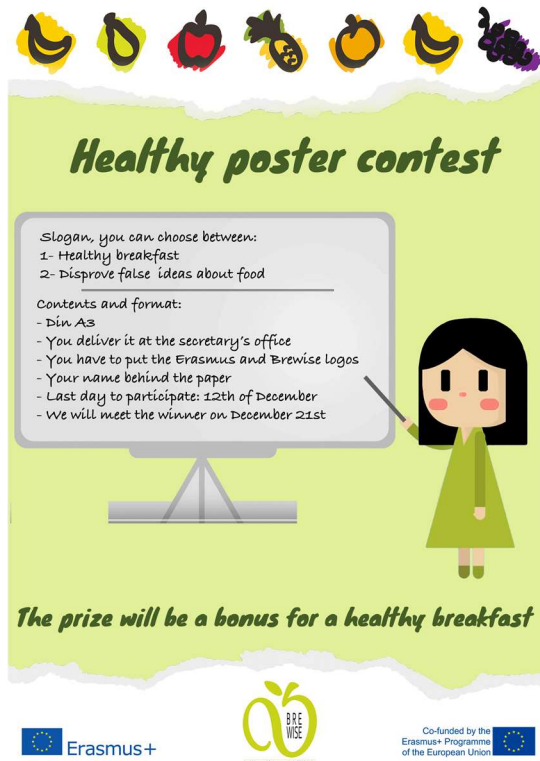 Healthy poster contest
Slogan, you can choose between:
1- Healthy breakfast
2- Disprove false ideas about food
Contents and format:
- Din A3
- You deliver it at the secretary's office
- You have to put the Erasmus and Brewise logos
- Your name behind the paper
- Last day to participate: 12th of December
- We will meet the winner on December 21st
The prize will be a bonus for a healthy breakfast
BRE
WISE
Erasmus+
Co-funded by the
Erasmus+ Programme
of the European Union